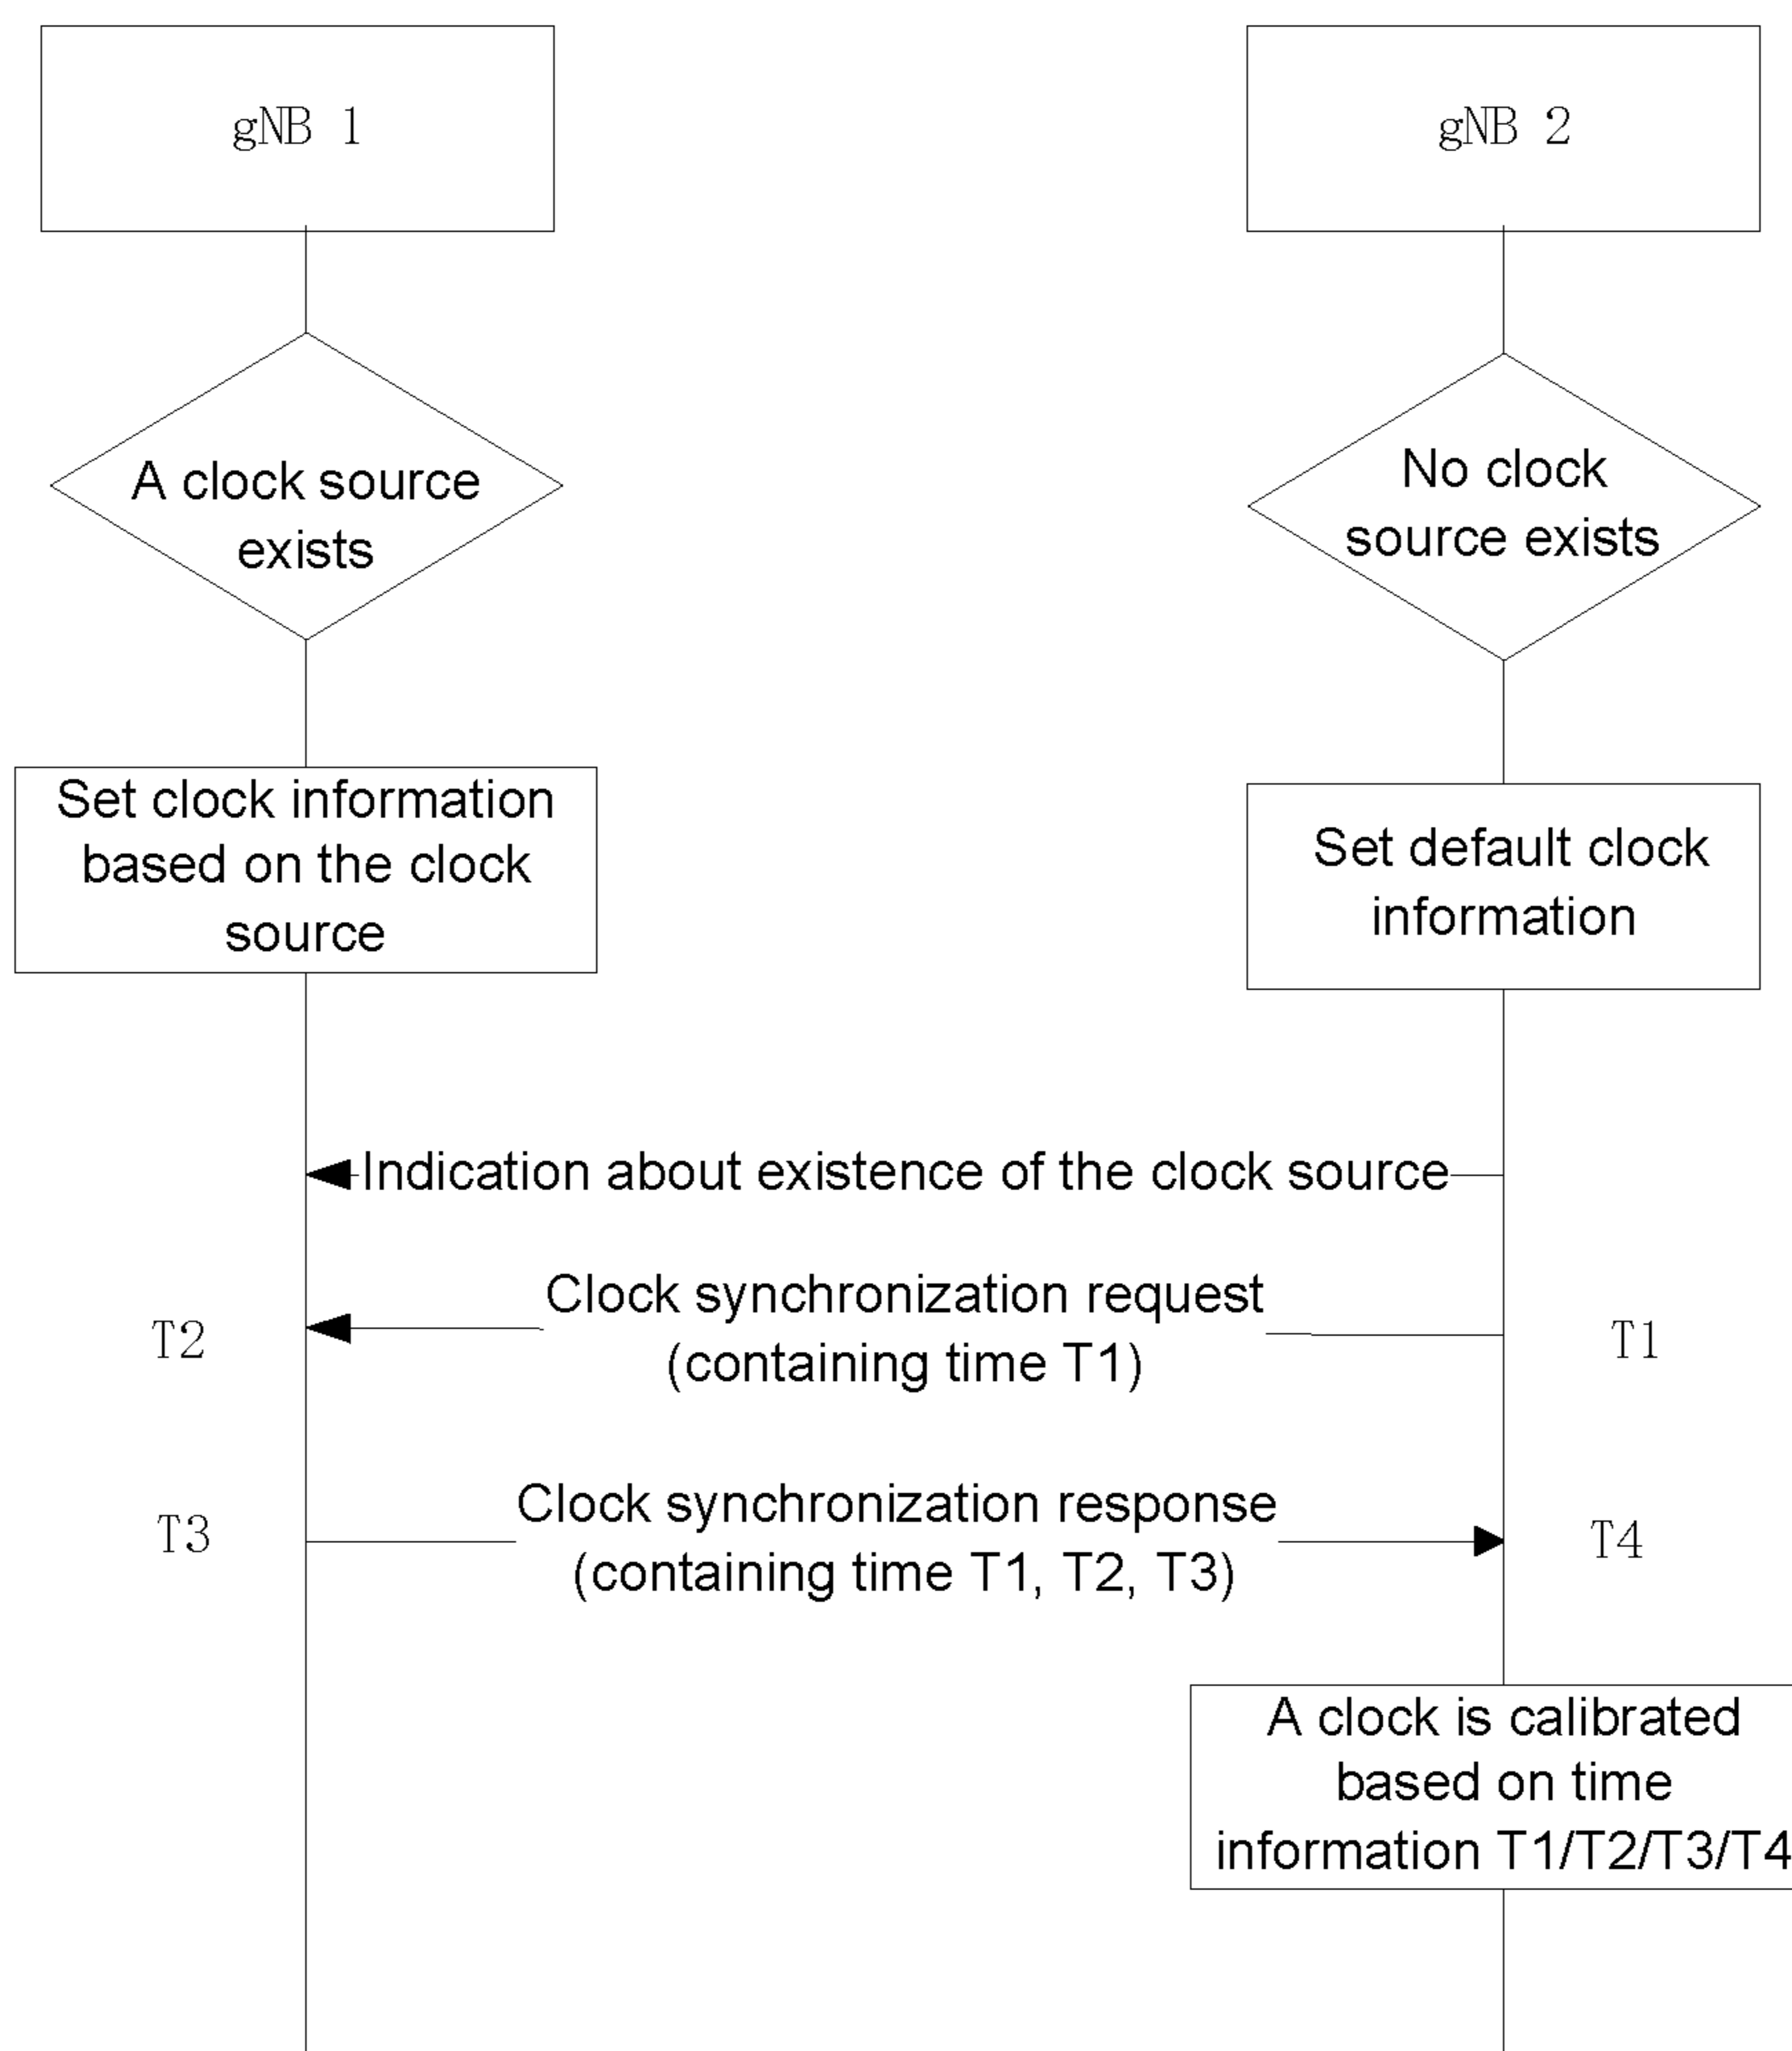 gNB 1
gNB 2
A clock source
exists
No clock
source exists
Set clock information
based on the clock
source
Set default clock
information
Indication about existence of the clock source
Clock synchronization request
(containing time T1)
T2
T1
Clock synchronization response
(containing time T1, T2, T3)
T3
T4
A clock is calibrated
based on time
information T1/T2/T3/T4